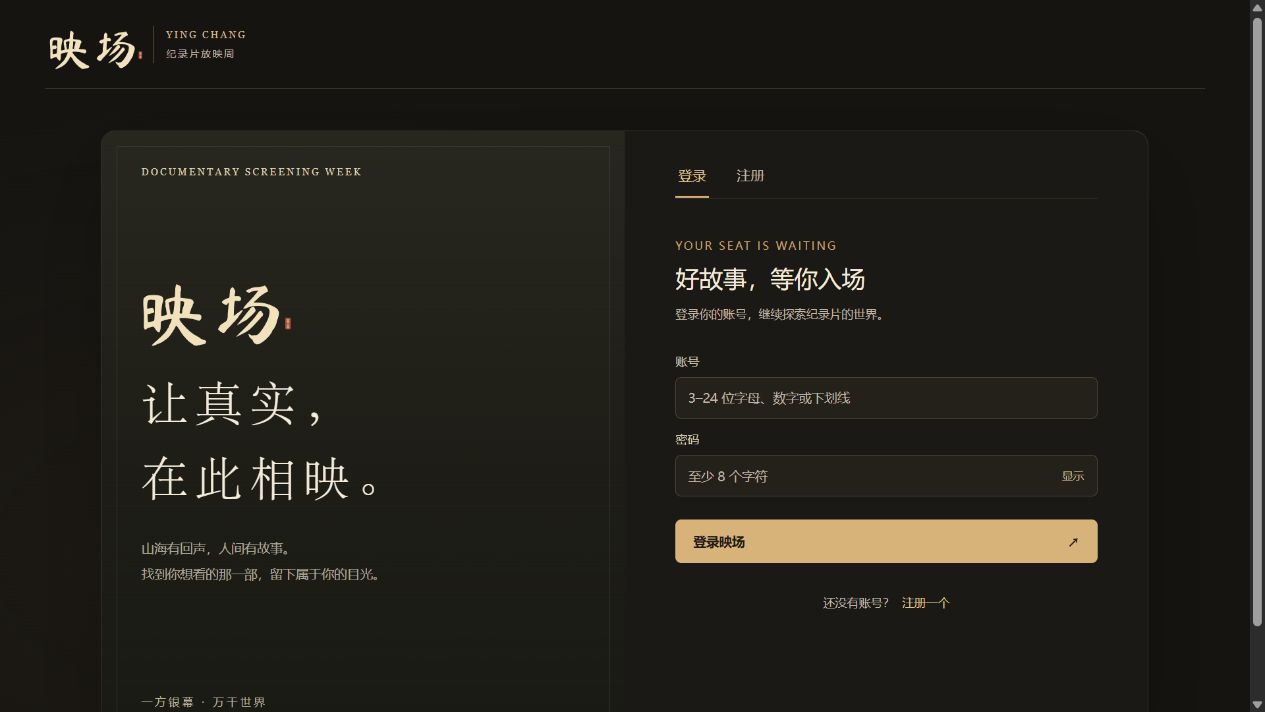 映场
YING CHANG
纪录片放映周
DOCUMENTARY SCREENING WEEK
映场
让真实，
在此相映。
山海有回声，人间有故事。
找到你想看的那一部，留下属于你的目光。
一方银幕 · 万千世界
登录 注册
YOUR SEAT IS WAITING
好故事，等你入场
登录你的账号，继续探索纪录片的世界。
账号
3–24 位字母、数字或下划线
密码
至少 8 个字符 显示
登录映场 ↗
还没有账号？ 注册一个